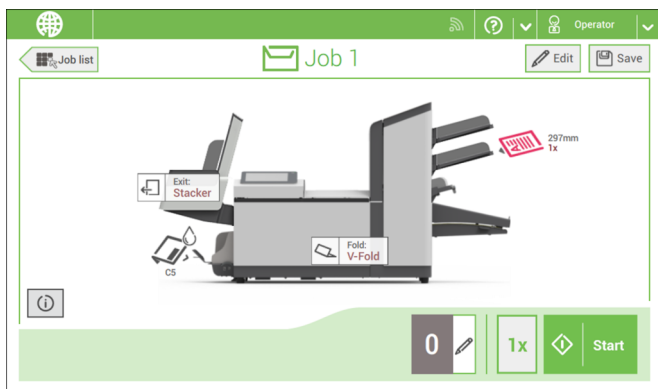 Operator
Job list
Job 1
Edit
Save
297mm
1x
Exit:
Stacker
Fold:
V-Fold
C5
0
1x
Start